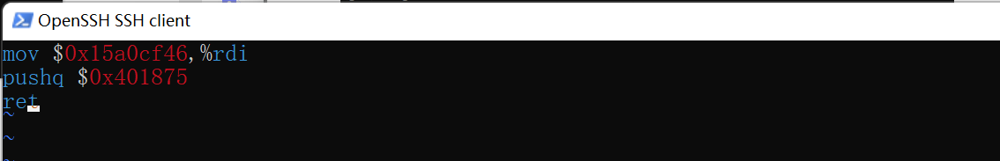 OpenSSH SSH client
mov $0x15a0cf46,%rdi
pushq $0x401875
ret
~
~
~